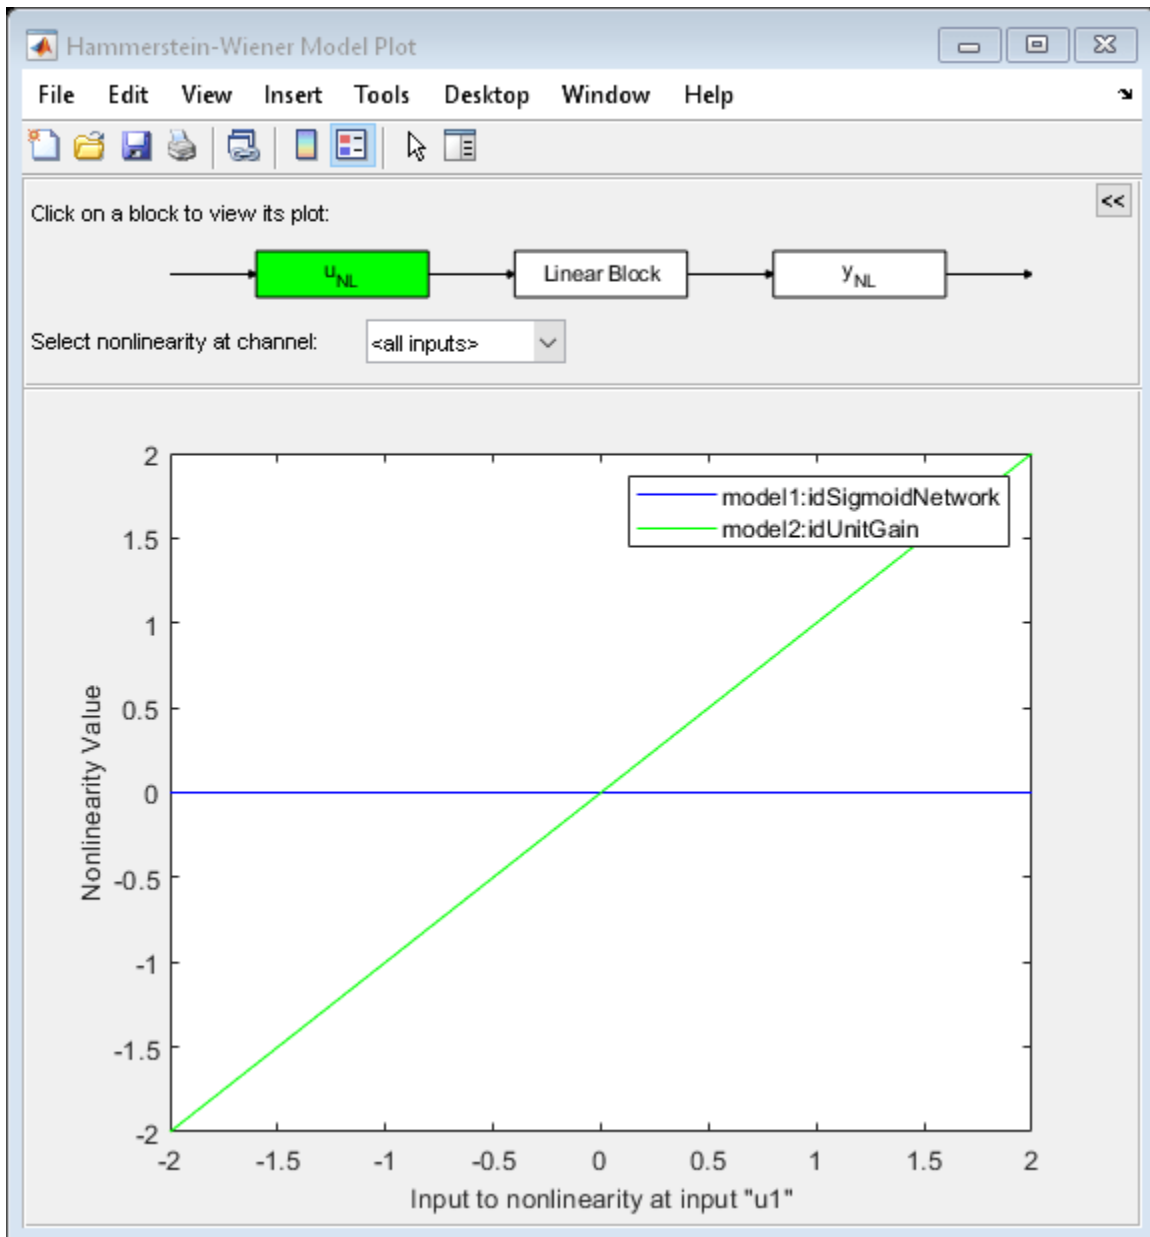 Hammerstein-Wiener Model Plot
File Edit View Insert Tools Desktop Window Help
Click on a block to view its plot:
<<
u_NL Linear Block y_NL
Select nonlinearity at channel: <all inputs>
2
1.5
1
0.5
0
-0.5
-1
-1.5
-2
Nonlinearity Value
model1:idSigmoidNetwork
model2:idUnitGain
-2 -1.5 -1 -0.5 0 0.5 1 1.5 2
Input to nonlinearity at input "u1"